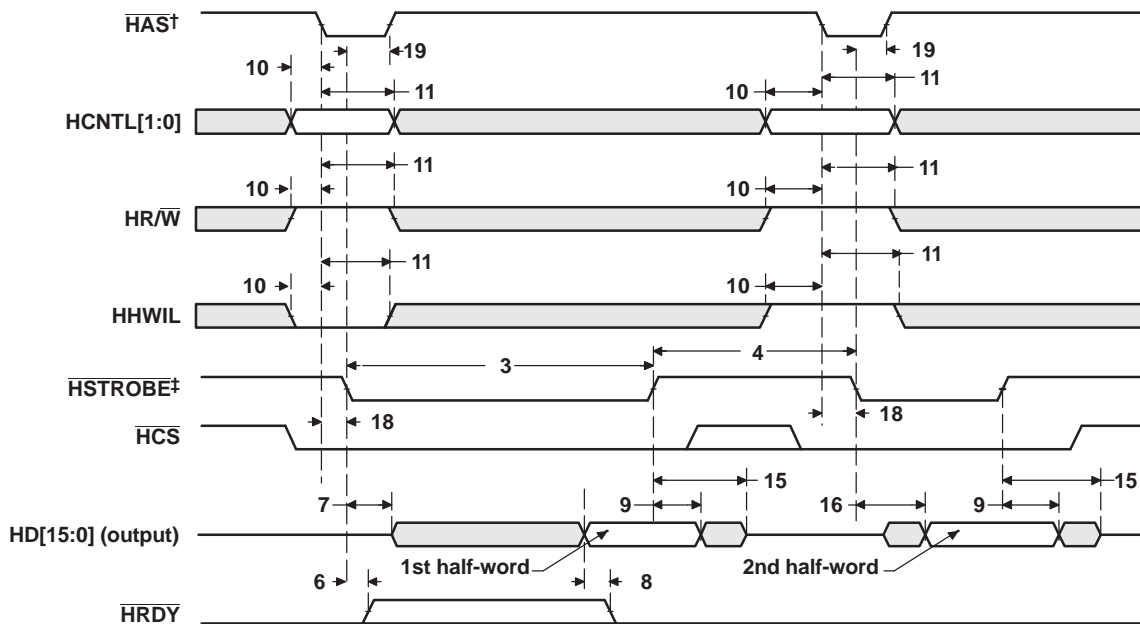 HAS†
19
19
10
11
10
11
HCNTL[1:0]
11
11
10
10
HR/W
11
11
10
10
HHWIL
3
4
HSTROBE‡
18
18
HCS
15
15
7
9
16
9
HD[15:0] (output)
1st half-word
2nd half-word
6
8
HRDY